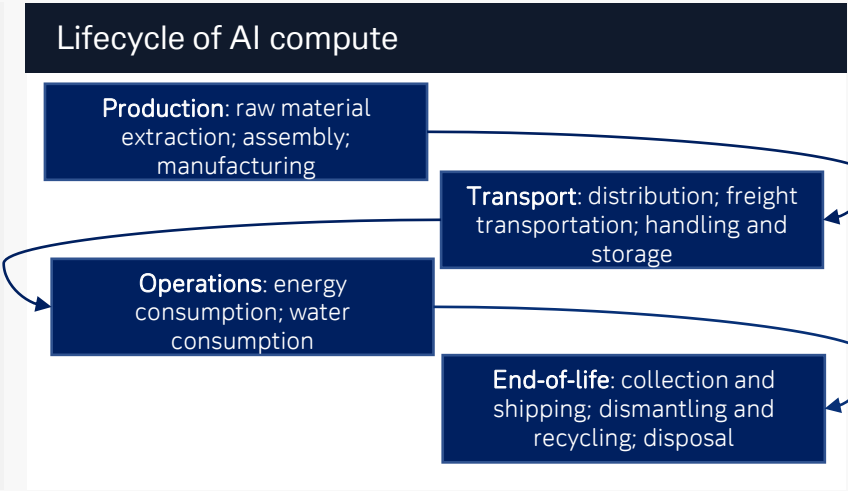 Lifecycle of AI compute
Production: raw material
extraction; assembly;
manufacturing
Transport: distribution; freight
transportation; handling and
storage
Operations: energy
consumption; water
consumption
End-of-life: collection and
shipping; dismantling and
recycling; disposal